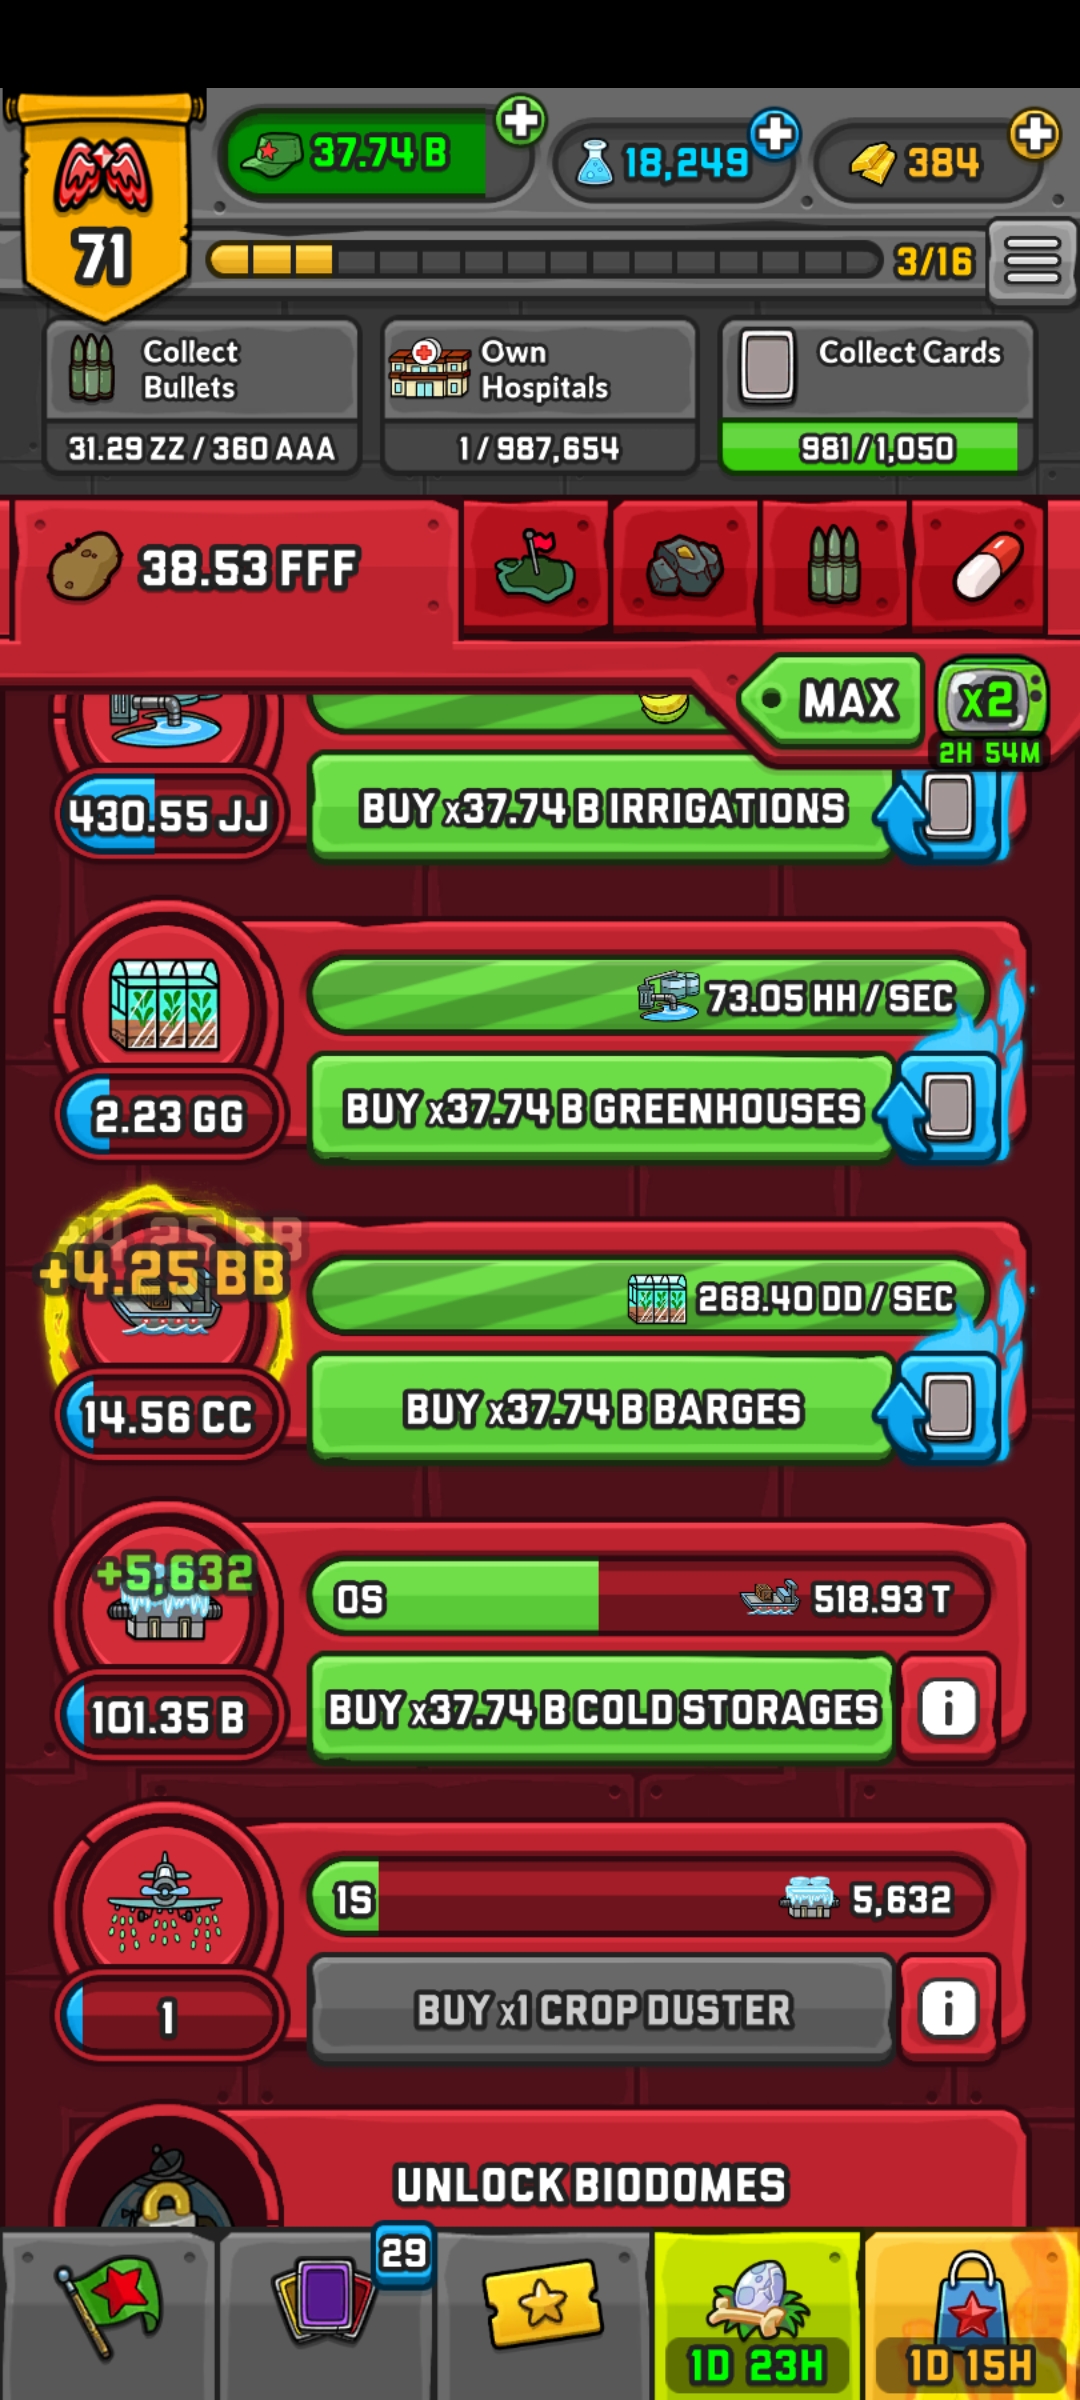 37.74 B
18,249
384
71
3/16
Collect
Bullets
31.29 ZZ / 360 AAA
Own
Hospitals
1 / 987,654
Collect Cards
981/1,050
38.53 FFF
MAX
x2
2H 54M
430.55 JJ
BUY x37.74 B IRRIGATIONS
73.05 HH / SEC
2.23 GG
BUY x37.74 B GREENHOUSES
+4.25 BB
+4.25 BB
268.40 DD / SEC
14.56 CC
BUY x37.74 B BARGES
+5,632
0S
518.93 T
101.35 B
BUY x37.74 B COLD STORAGES
i
1S
5,632
1
BUY x1 CROP DUSTER
i
UNLOCK BIODOMES
29
1D 23H
1D 15H